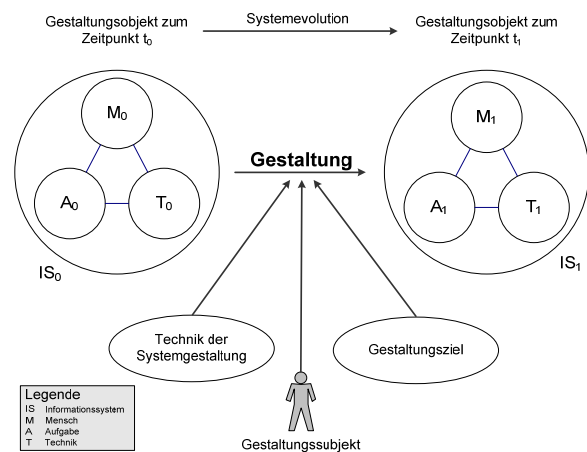 Gestaltungsobjekt zum
Zeitpunkt t₀
Systemevolution
Gestaltungsobjekt zum
Zeitpunkt t₁
M₀
A₀
T₀
IS₀
Gestaltung
M₁
A₁
T₁
IS₁
Technik der
Systemgestaltung
Gestaltungsziel
Gestaltungssubjekt
Legende
IS Informationssystem
M Mensch
A Aufgabe
T Technik